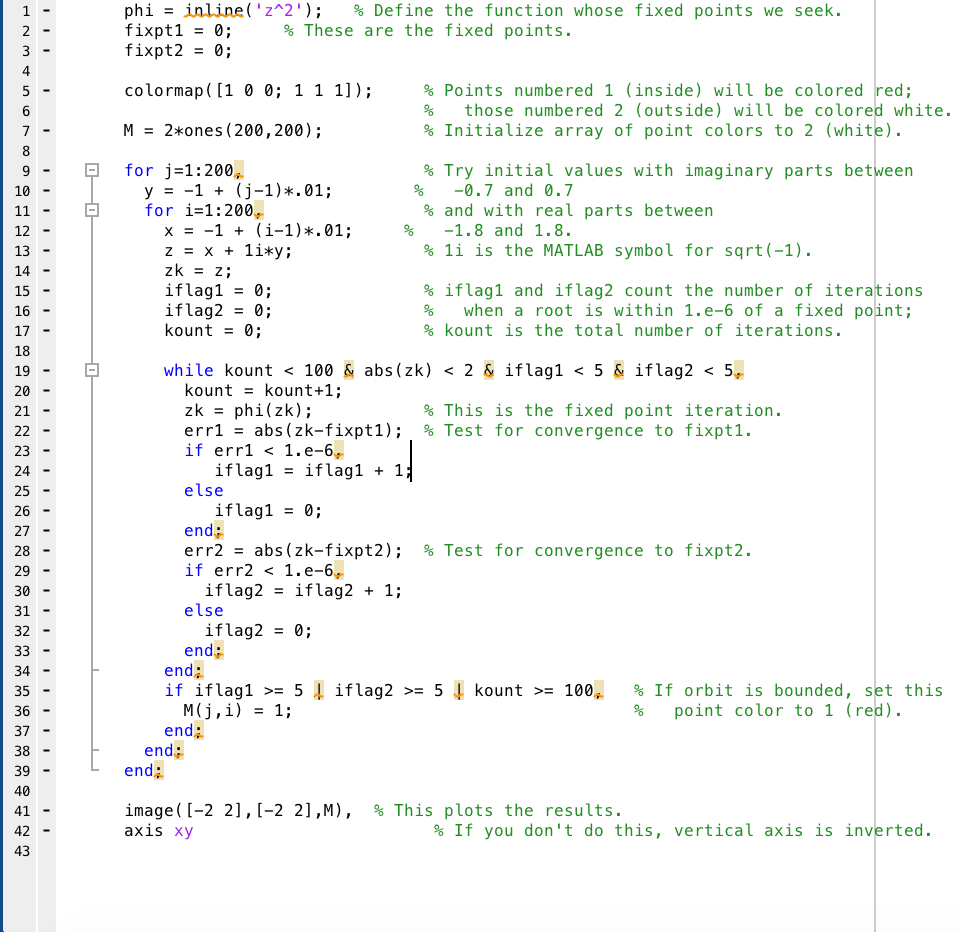 1 - phi = inline('z^2'); % Define the function whose fixed points we seek.
2 - fixpt1 = 0; % These are the fixed points.
3 - fixpt2 = 0;
4
5 - colormap([1 0 0; 1 1 1]); % Points numbered 1 (inside) will be colored red;
6 % those numbered 2 (outside) will be colored white.
7 - M = 2*ones(200,200); % Initialize array of point colors to 2 (white).
8
9 - for j=1:200, % Try initial values with imaginary parts between
10 - y = -1 + (j-1)*.01; % -0.7 and 0.7
11 - for i=1:200, % and with real parts between
12 - x = -1 + (i-1)*.01; % -1.8 and 1.8.
13 - z = x + 1i*y; % 1i is the MATLAB symbol for sqrt(-1).
14 - zk = z;
15 - iflag1 = 0; % iflag1 and iflag2 count the number of iterations
16 - iflag2 = 0; % when a root is within 1.e-6 of a fixed point;
17 - kount = 0; % kount is the total number of iterations.
18
19 - while kount < 100 & abs(zk) < 2 & iflag1 < 5 & iflag2 < 5,
20 - kount = kount+1;
21 - zk = phi(zk); % This is the fixed point iteration.
22 - err1 = abs(zk-fixpt1); % Test for convergence to fixpt1.
23 - if err1 < 1.e-6,
24 - iflag1 = iflag1 + 1;
25 - else
26 - iflag1 = 0;
27 - end;
28 - err2 = abs(zk-fixpt2); % Test for convergence to fixpt2.
29 - if err2 < 1.e-6,
30 - iflag2 = iflag2 + 1;
31 - else
32 - iflag2 = 0;
33 - end;
34 - end;
35 - if iflag1 >= 5 | iflag2 >= 5 | kount >= 100, % If orbit is bounded, set this
36 - M(j,i) = 1; % point color to 1 (red).
37 - end;
38 - end;
39 - end;
40
41 - image([-2 2],[-2 2],M), % This plots the results.
42 - axis xy % If you don't do this, vertical axis is inverted.
43